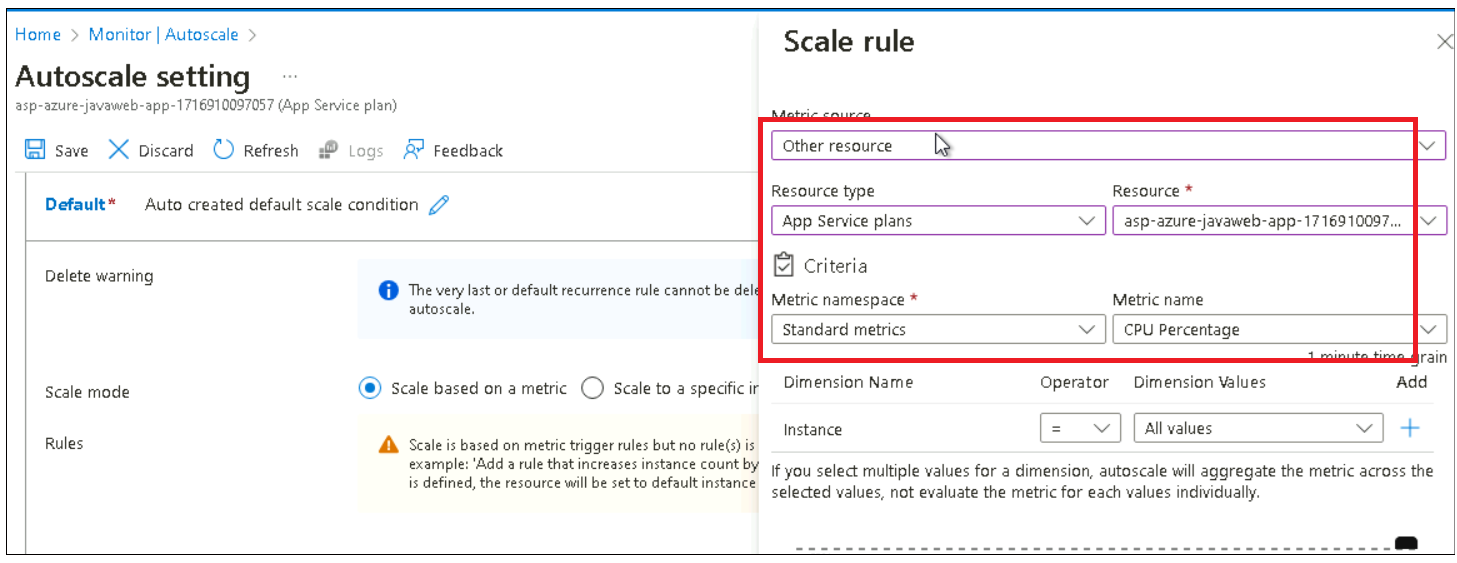 Home > Monitor | Autoscale >
Autoscale setting ...
asp-azure-javaweb-app-1716910097057 (App Service plan)
Save Discard Refresh Logs Feedback
Default* Auto created default scale condition
Delete warning
The very last or default recurrence rule cannot be dele
autoscale.
Scale mode
Scale based on a metric Scale to a specific in
Rules
Scale is based on metric trigger rules but no rule(s) is
example: 'Add a rule that increases instance count by
is defined, the resource will be set to default instance
Scale rule
Metric source
Other resource
Resource type Resource *
App Service plans asp-azure-javaweb-app-1716910097...
Criteria
Metric namespace * Metric name
Standard metrics CPU Percentage
1 minute time grain
Dimension Name Operator Dimension Values Add
Instance = All values +
If you select multiple values for a dimension, autoscale will aggregate the metric across the
selected values, not evaluate the metric for each values individually.